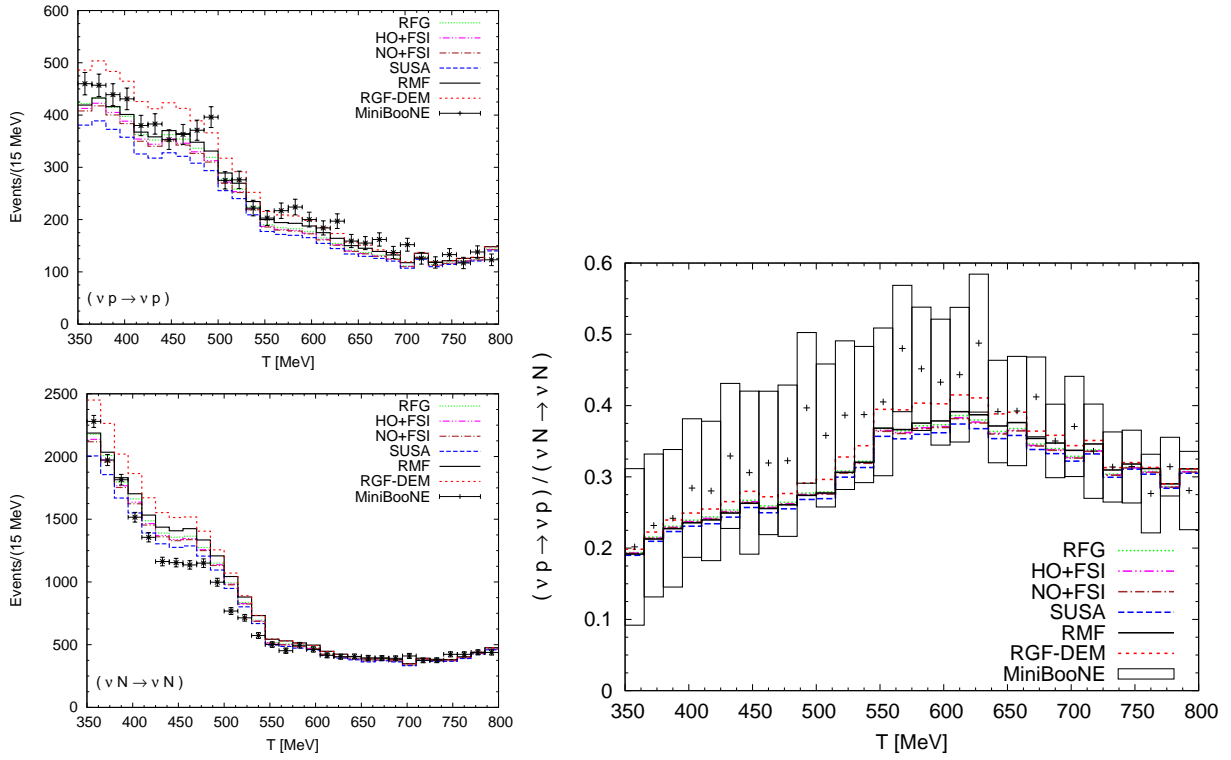 600
500
400
300
200
100
0
Events/(15 MeV)
RFG
HO+FSI
NO+FSI
SUSA
RMF
RGF-DEM
MiniBooNE
( ν p → ν p )
350 400 450 500 550 600 650 700 750 800
T [MeV]
2500
2000
1500
1000
500
0
Events/(15 MeV)
RFG
HO+FSI
NO+FSI
SUSA
RMF
RGF-DEM
MiniBooNE
( ν N → ν N )
350 400 450 500 550 600 650 700 750 800
T [MeV]
0.6
0.5
0.4
0.3
0.2
0.1
0
( ν p → ν p ) / ( ν N → ν N )
RFG
HO+FSI
NO+FSI
SUSA
RMF
RGF-DEM
MiniBooNE
350 400 450 500 550 600 650 700 750 800
T [MeV]